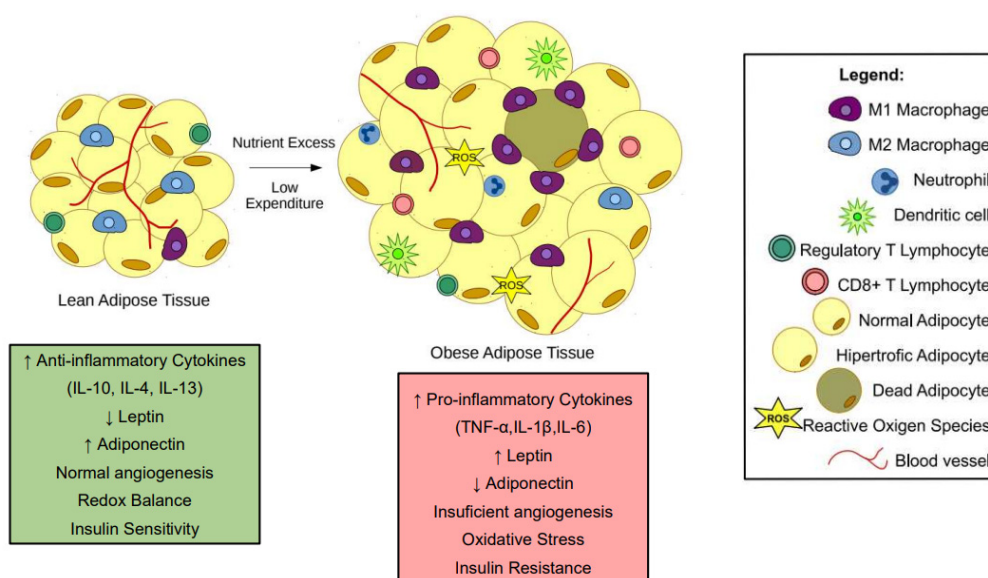 Nutrient Excess
Low
Expenditure
Lean Adipose Tissue
↑ Anti-inflammatory Cytokines
(IL-10, IL-4, IL-13)
↓ Leptin
↑ Adiponectin
Normal angiogenesis
Redox Balance
Insulin Sensitivity
ROS
ROS
Obese Adipose Tissue
↑ Pro-inflammatory Cytokines
(TNF-α,IL-1β,IL-6)
↑ Leptin
↓ Adiponectin
Insuficient angiogenesis
Oxidative Stress
Insulin Resistance
Legend:
M1 Macrophage
M2 Macrophage
Neutrophil
Dendritic cell
Regulatory T Lymphocyte
CD8+ T Lymphocyte
Normal Adipocyte
Hipertrofic Adipocyte
Dead Adipocyte
ROS Reactive Oxigen Species
Blood vessel